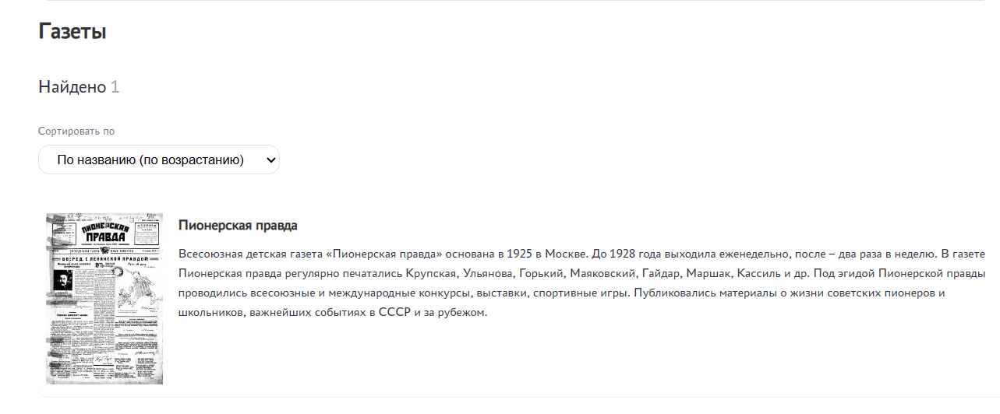 Газеты
Найдено 1
Сортировать по
По названию (по возрастанию)
ПИОНЕРСКАЯ
ПРАВДА
ВПЕРЕД, С ЛЕНИНСКОЙ ПРАВДОЙ!
Пионерская правда
Всесоюзная детская газета «Пионерская правда» основана в 1925 в Москве. До 1928 года выходила еженедельно, после – два раза в неделю. В газете
Пионерская правда регулярно печатались Крупская, Ульянова, Горький, Маяковский, Гайдар, Маршак, Кассиль и др. Под эгидой Пионерской правды
проводились всесоюзные и международные конкурсы, выставки, спортивные игры. Публиковались материалы о жизни советских пионеров и
школьников, важнейших событиях в СССР и за рубежом.